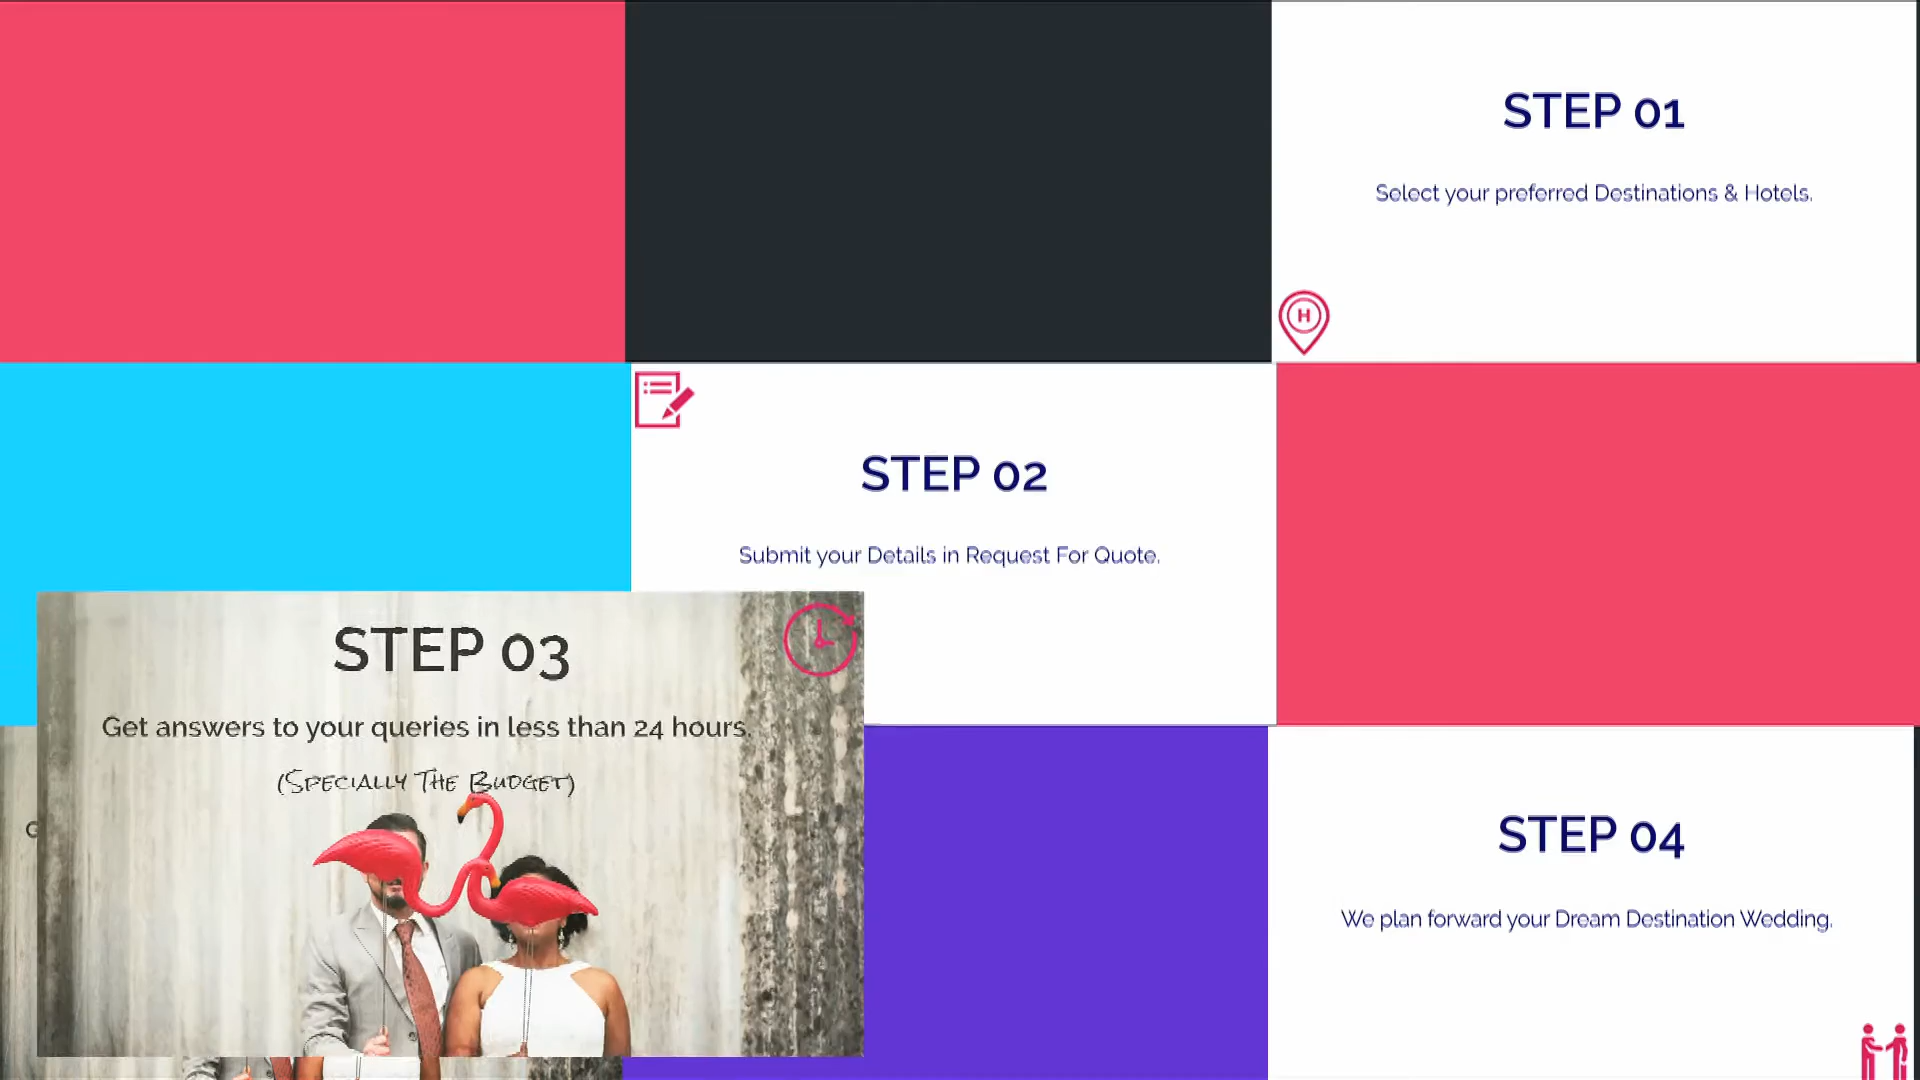 STEP 01
Select your preferred Destinations & Hotels.
H
STEP 02
Submit your Details in Request For Quote.
STEP 03
Get answers to your queries in less than 24 hours.
(SPECIALLY THE BUDGET)
STEP 04
We plan forward your Dream Destination Wedding.